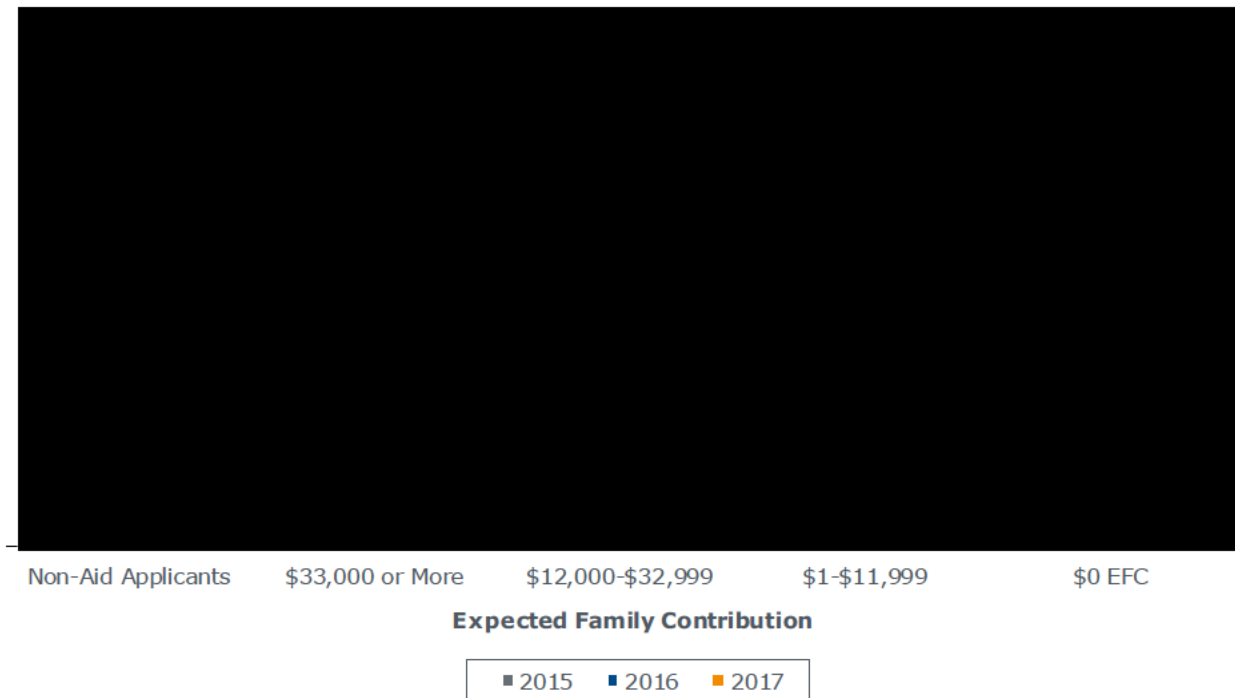 Non-Aid Applicants $33,000 or More $12,000-$32,999 $1-$11,999 $0 EFC
Expected Family Contribution
2015 2016 2017